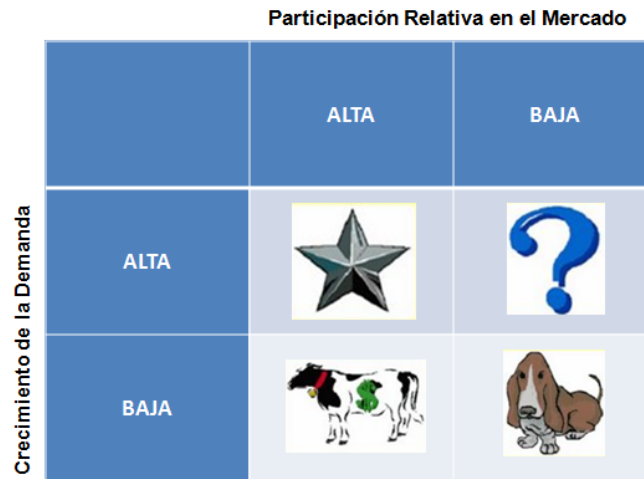 Participación Relativa en el Mercado
ALTA
BAJA
Crecimiento de la Demanda
ALTA
BAJA
$